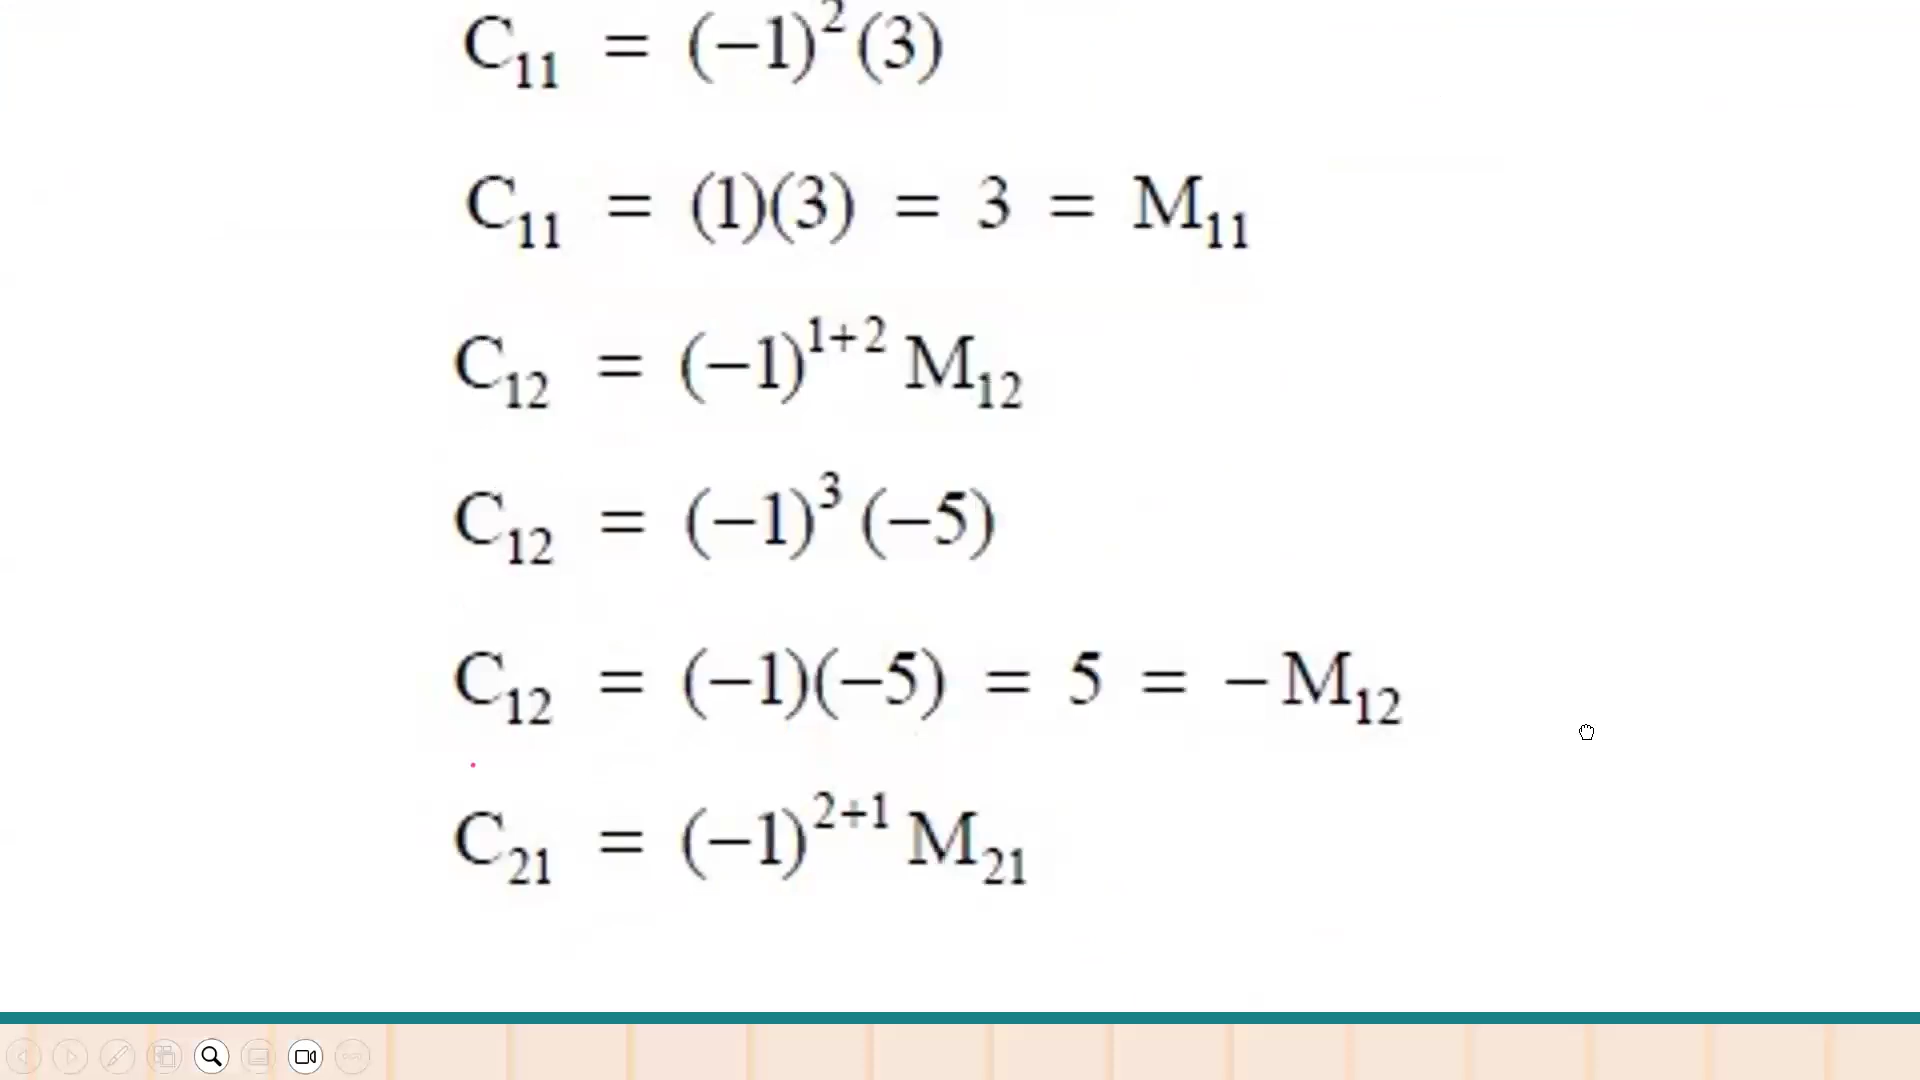 C₁₁ = (−1)²(3)
C₁₁ = (1)(3) = 3 = M₁₁
C₁₂ = (−1)¹⁺² M₁₂
C₁₂ = (−1)³ (−5)
C₁₂ = (−1)(−5) = 5 = −M₁₂
C₂₁ = (−1)²⁺¹ M₂₁